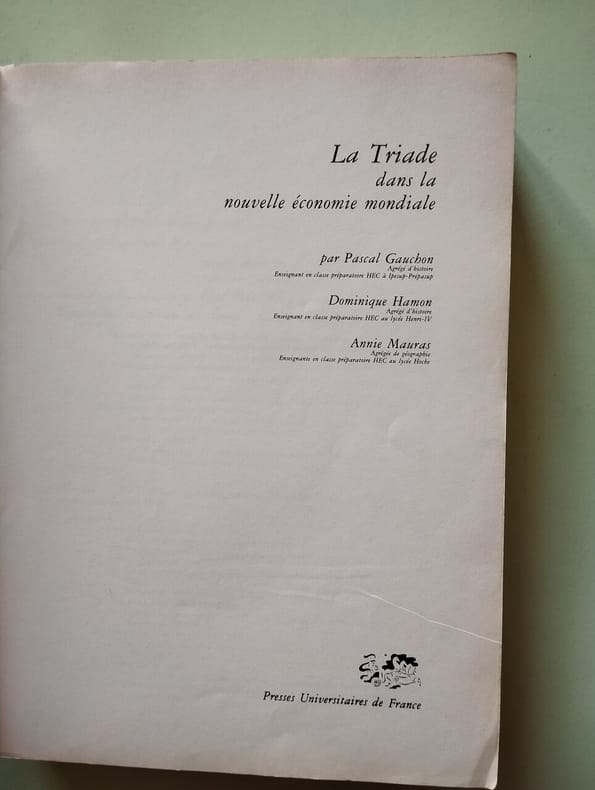 La Triade
dans la
nouvelle économie mondiale
par Pascal Gauchon
Agrégé d'histoire
Enseignant en classe préparatoire HEC à Ipesup-Prépasup
Dominique Hamon
Agrégé d'histoire
Enseignant en classe préparatoire HEC au lycée Henri-IV
Annie Mauras
Agrégée de géographie
Enseignante en classe préparatoire HEC au lycée Hoche
Presses Universitaires de France